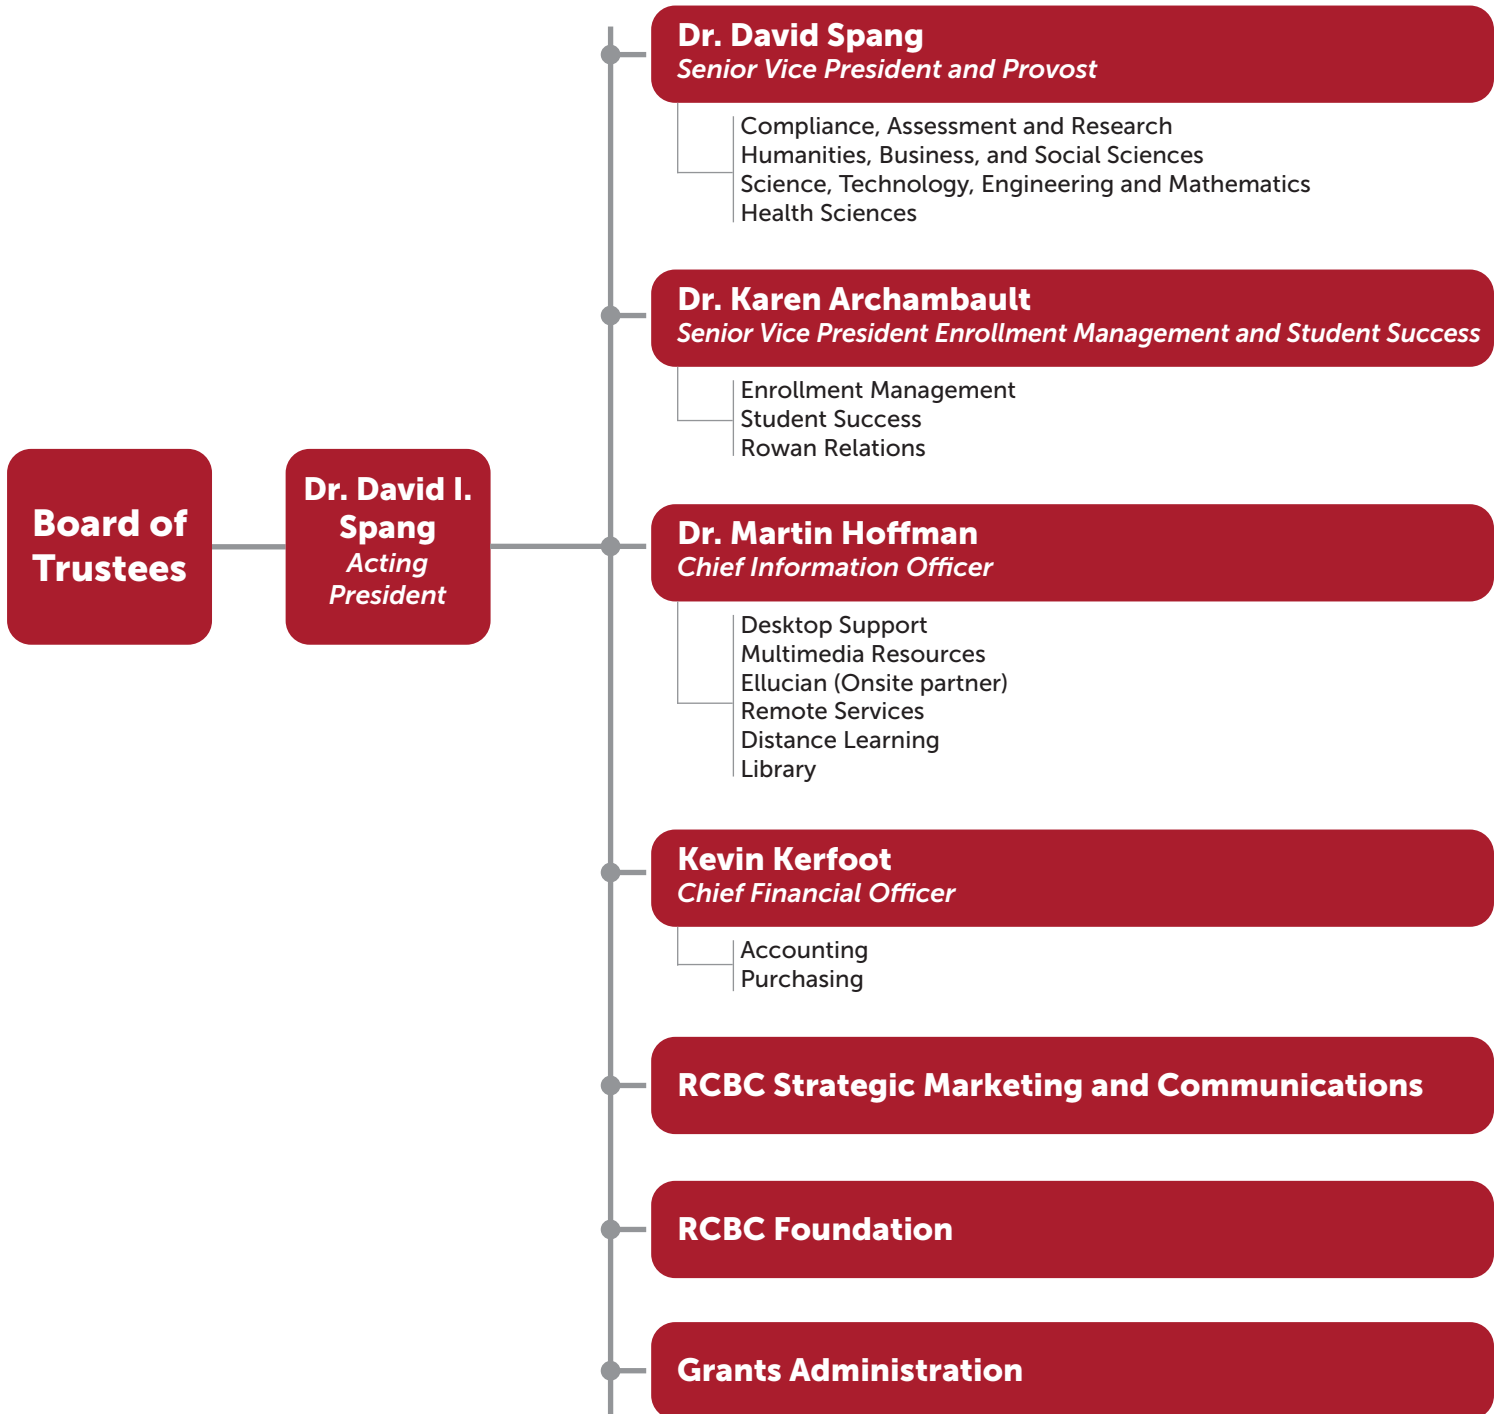 Board of
Trustees
Dr. David I.
Spang
Acting
President
Dr. David Spang
Senior Vice President and Provost
Compliance, Assessment and Research
Humanities, Business, and Social Sciences
Science, Technology, Engineering and Mathematics
Health Sciences
Dr. Karen Archambault
Senior Vice President Enrollment Management and Student Success
Enrollment Management
Student Success
Rowan Relations
Dr. Martin Hoffman
Chief Information Officer
Desktop Support
Multimedia Resources
Ellucian (Onsite partner)
Remote Services
Distance Learning
Library
Kevin Kerfoot
Chief Financial Officer
Accounting
Purchasing
RCBC Strategic Marketing and Communications
RCBC Foundation
Grants Administration